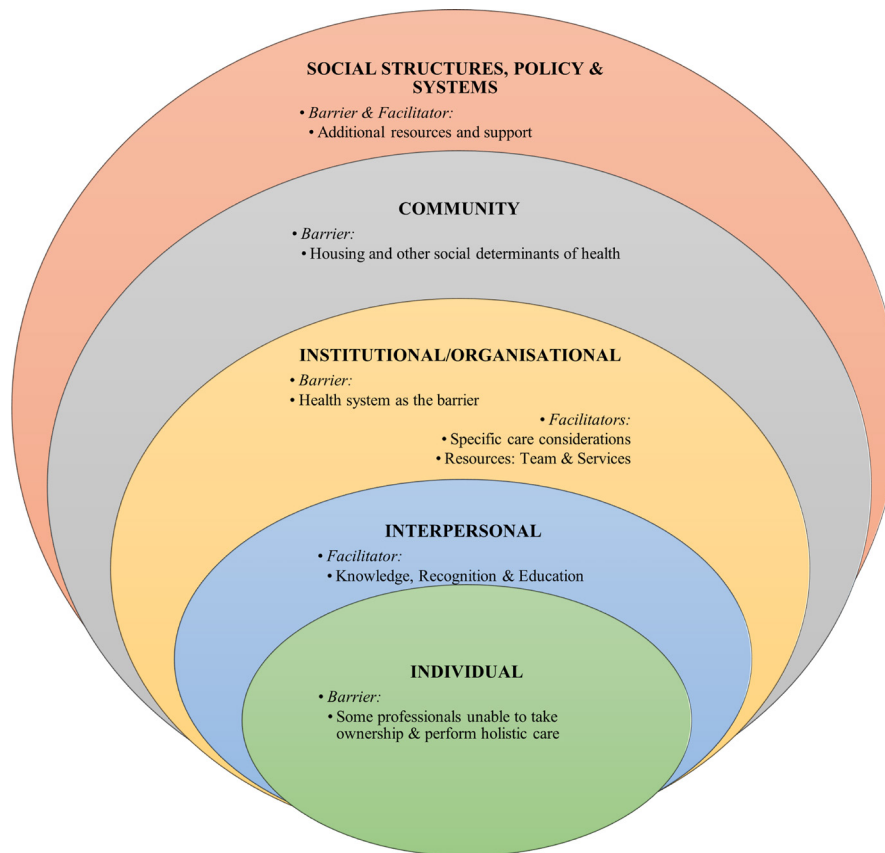 SOCIAL STRUCTURES, POLICY &
SYSTEMS
• Barrier & Facilitator:
• Additional resources and support
COMMUNITY
• Barrier:
• Housing and other social determinants of health
INSTITUTIONAL/ORGANISATIONAL
• Barrier:
• Health system as the barrier
• Facilitators:
• Specific care considerations
• Resources: Team & Services
INTERPERSONAL
• Facilitator:
• Knowledge, Recognition & Education
INDIVIDUAL
• Barrier:
• Some professionals unable to take
ownership & perform holistic care